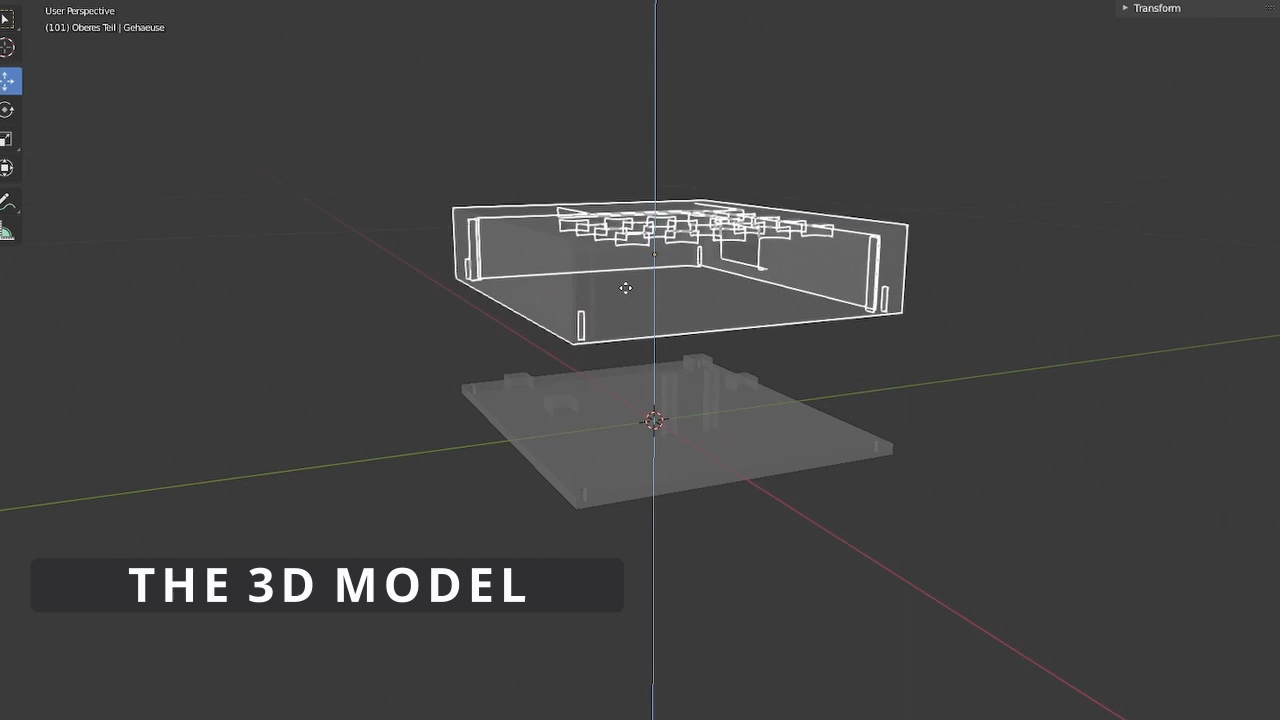 User Perspective
(101) Oberes Teil | Gehaeuse
Transform
THE 3D MODEL